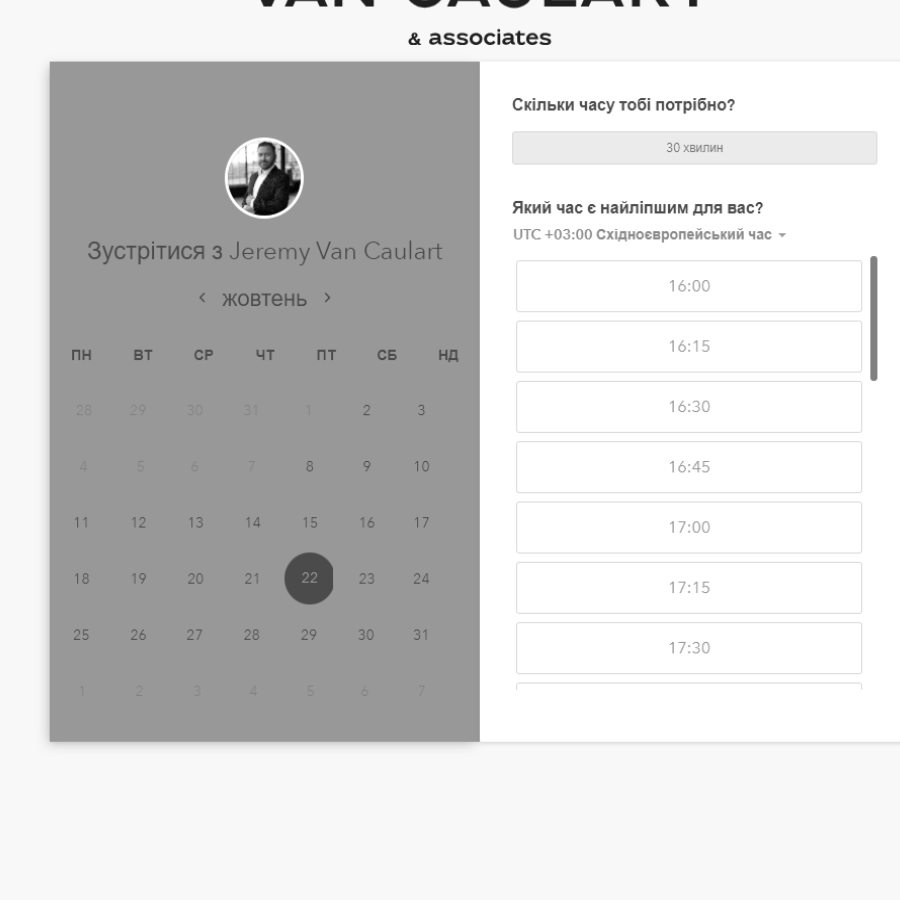 VAN CAULART
& associates
Зустрітися з Jeremy Van Caulart
жовтень
ПН ВТ СР ЧТ ПТ СБ НД
28 29 30 31 1 2 3
4 5 6 7 8 9 10
11 12 13 14 15 16 17
18 19 20 21 22 23 24
25 26 27 28 29 30 31
1 2 3 4 5 6 7
Скільки часу тобі потрібно?
30 хвилин
Який час є найліпшим для вас?
UTC +03:00 Східноєвропейський час
16:00
16:15
16:30
16:45
17:00
17:15
17:30